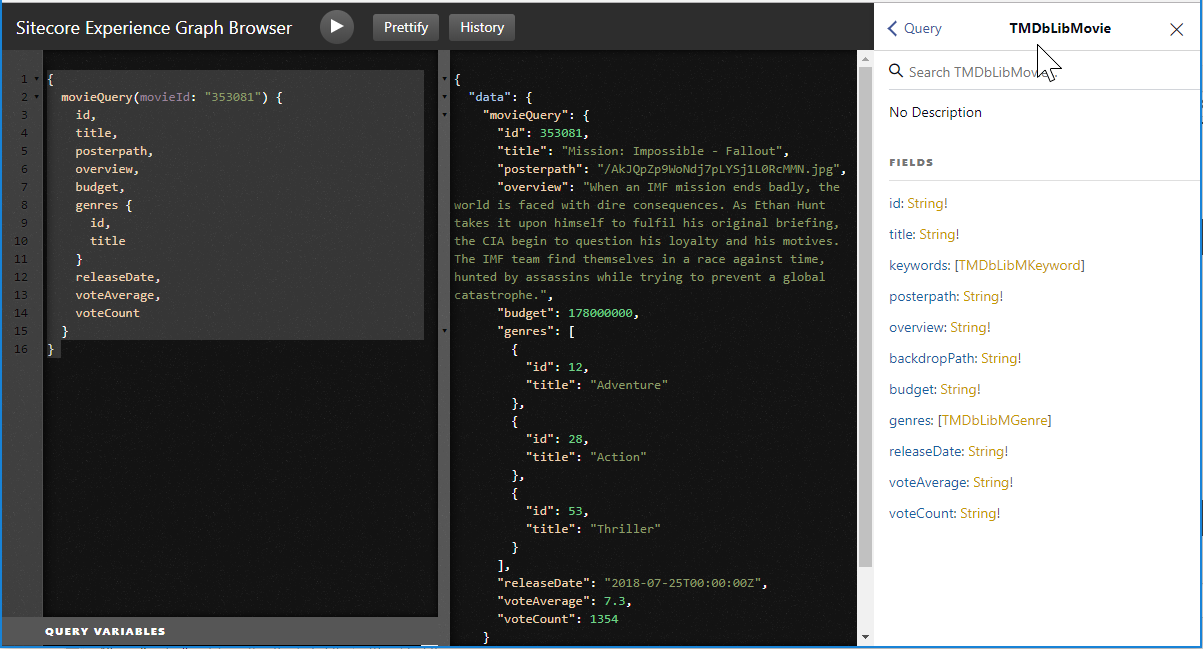 Sitecore Experience Graph Browser
Prettify
History
1 {
2 movieQuery(movieId: "353081") {
3 id,
4 title,
5 posterpath,
6 overview,
7 budget,
8 genres {
9 id,
10 title
11 }
12 releaseDate,
13 voteAverage,
14 voteCount
15 }
16 }
QUERY VARIABLES
{
"data": {
"movieQuery": {
"id": 353081,
"title": "Mission: Impossible - Fallout",
"posterpath": "/AkJQpZp9WoNdj7pLYSj1L0RcMMN.jpg",
"overview": "When an IMF mission ends badly, the
world is faced with dire consequences. As Ethan Hunt
takes it upon himself to fulfil his original briefing,
the CIA begin to question his loyalty and his motives.
The IMF team find themselves in a race against time,
hunted by assassins while trying to prevent a global
catastrophe.",
"budget": 178000000,
"genres": [
{
"id": 12,
"title": "Adventure"
},
{
"id": 28,
"title": "Action"
},
{
"id": 53,
"title": "Thriller"
}
],
"releaseDate": "2018-07-25T00:00:00Z",
"voteAverage": 7.3,
"voteCount": 1354
}
Query
TMDbLibMovie
Search TMDbLibMovie...
No Description
FIELDS
id: String!
title: String!
keywords: [TMDbLibMKeyword]
posterpath: String!
overview: String!
backdropPath: String!
budget: String!
genres: [TMDbLibMGenre]
releaseDate: String!
voteAverage: String!
voteCount: String!